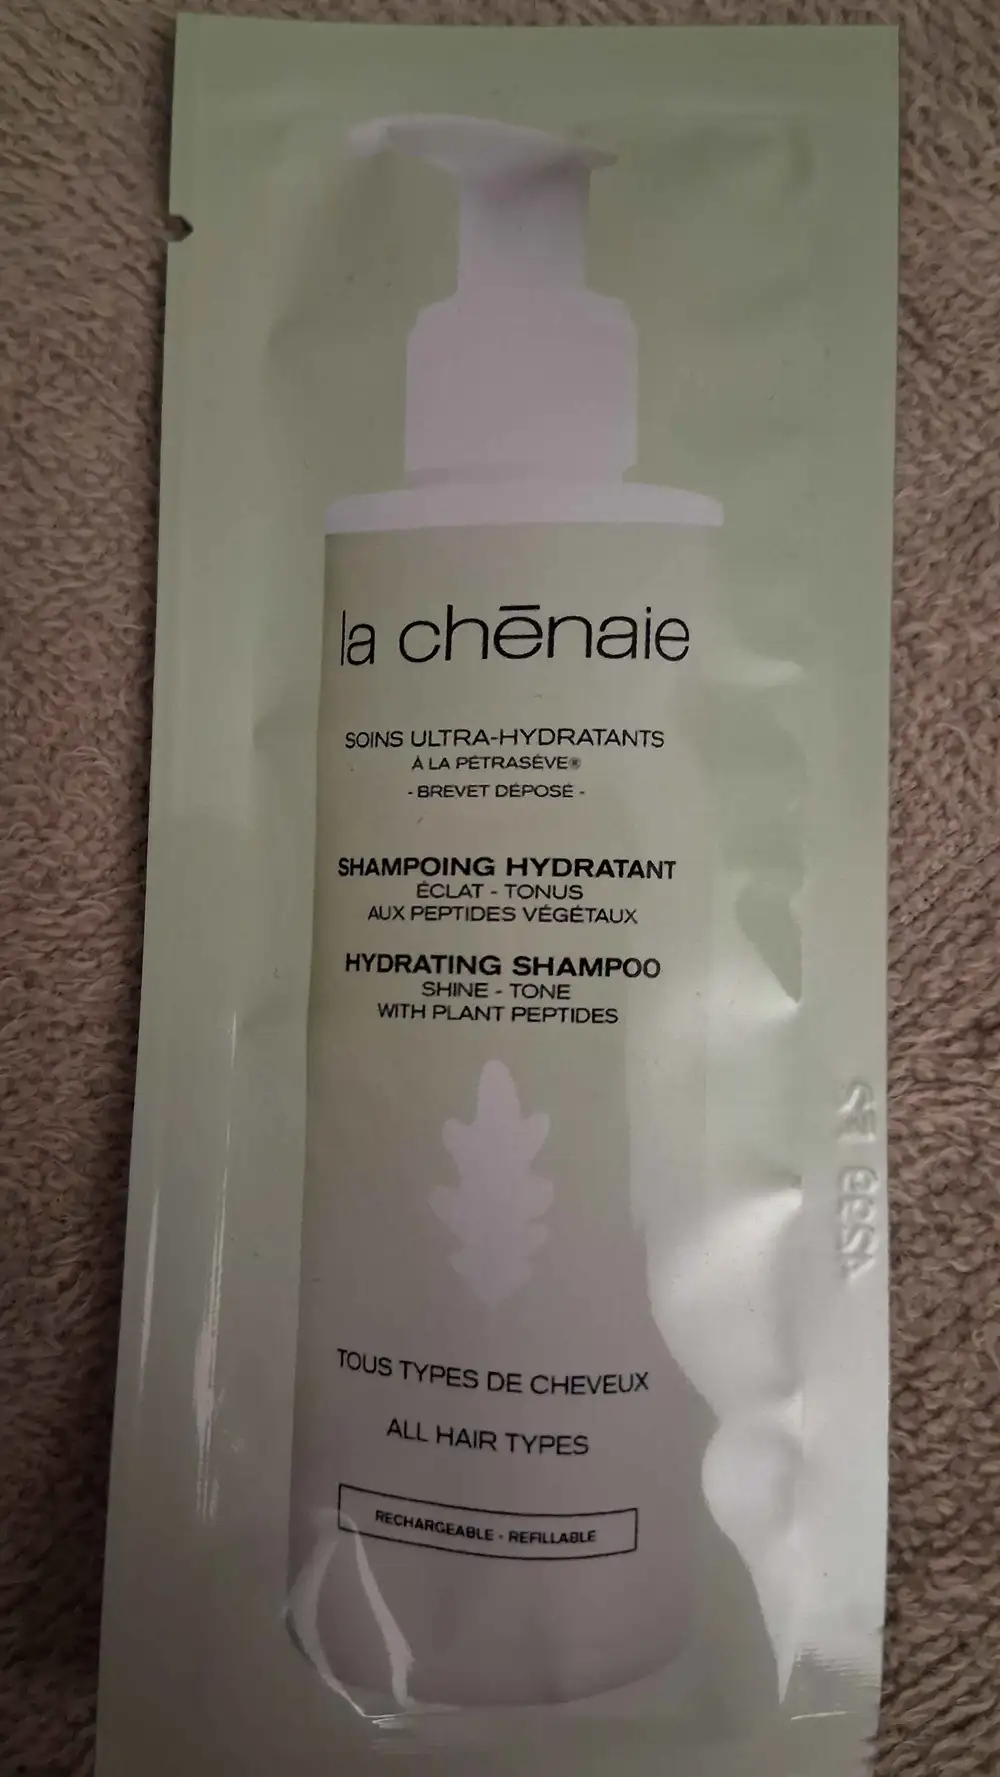 la chēnaie
SOINS ULTRA-HYDRATANTS
À LA PÉTRASÈVE®
- BREVET DÉPOSÉ -
SHAMPOING HYDRATANT
ÉCLAT - TONUS
AUX PEPTIDES VÉGÉTAUX
HYDRATING SHAMPOO
SHINE - TONE
WITH PLANT PEPTIDES
TOUS TYPES DE CHEVEUX
ALL HAIR TYPES
RECHARGEABLE - REFILLABLE